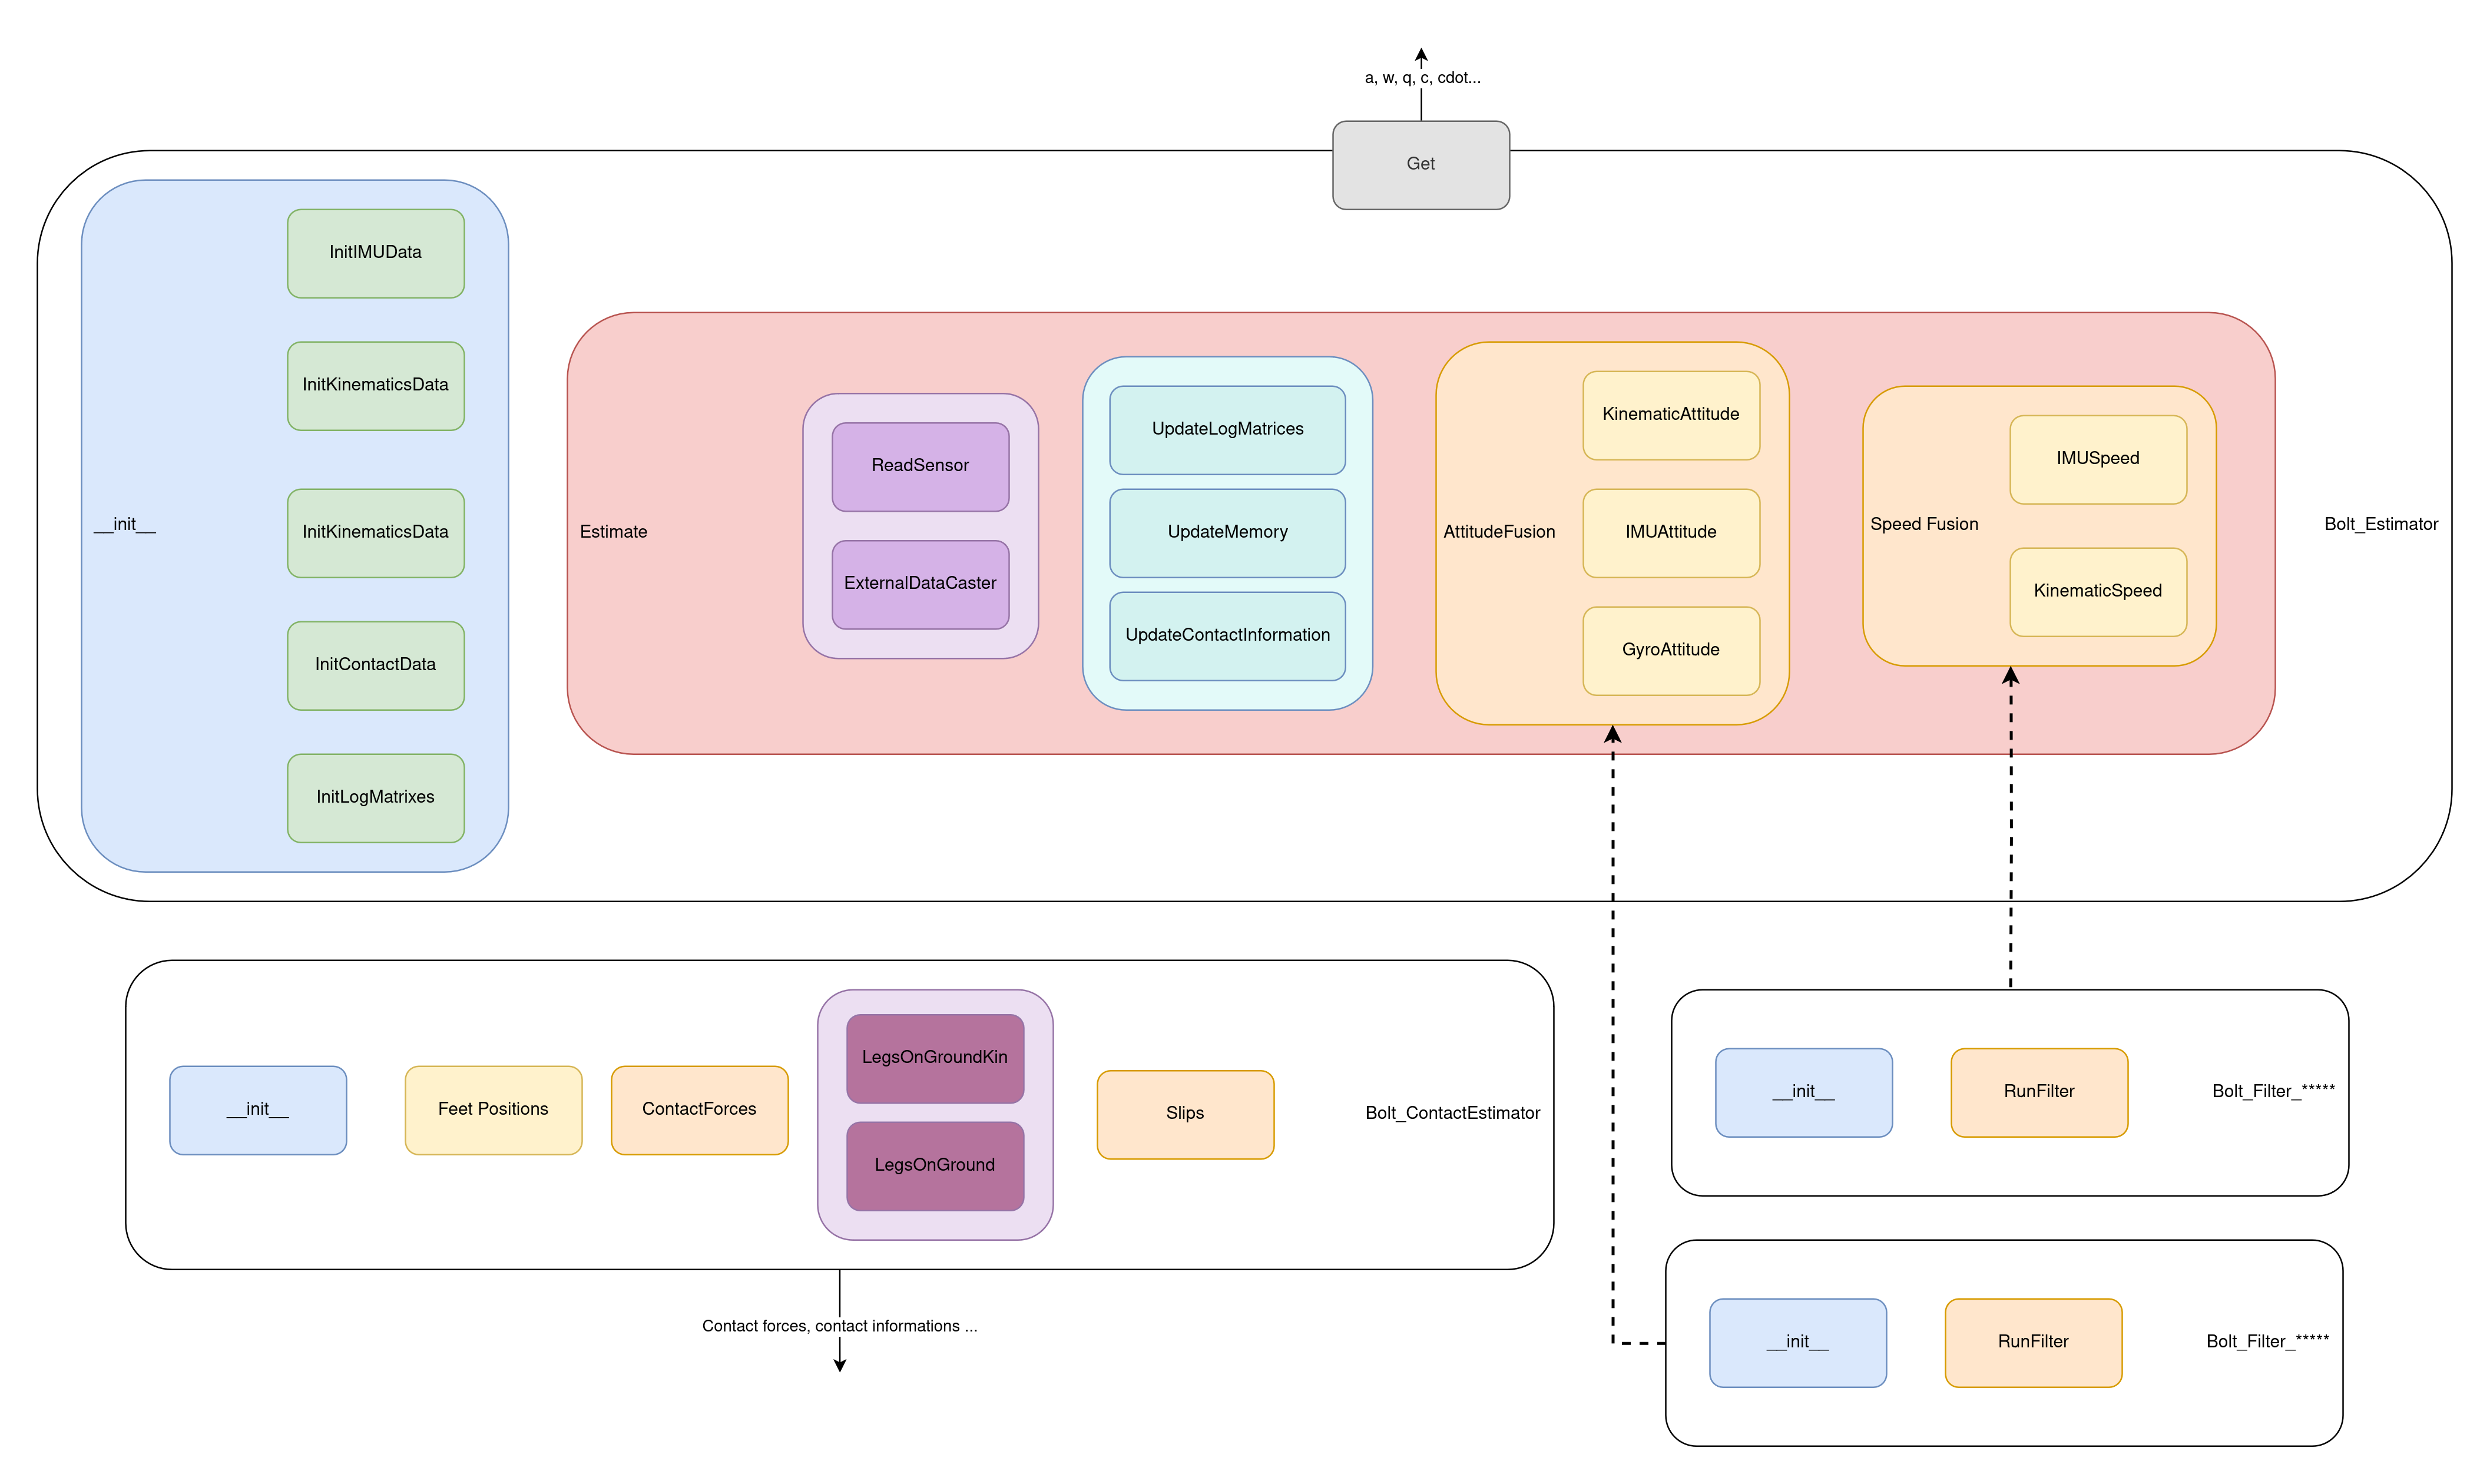 a, w, q, c, cdot...
Get
__init__
InitIMUData
InitKinematicsData
InitKinematicsData
InitContactData
InitLogMatrixes
Estimate
ReadSensor
ExternalDataCaster
UpdateLogMatrices
UpdateMemory
UpdateContactInformation
AttitudeFusion
KinematicAttitude
IMUAttitude
GyroAttitude
Speed Fusion
IMUSpeed
KinematicSpeed
Bolt_Estimator
__init__
Feet Positions
ContactForces
LegsOnGroundKin
LegsOnGround
Slips
Bolt_ContactEstimator
Contact forces, contact informations ...
__init__
RunFilter
Bolt_Filter_*****
__init__
RunFilter
Bolt_Filter_*****